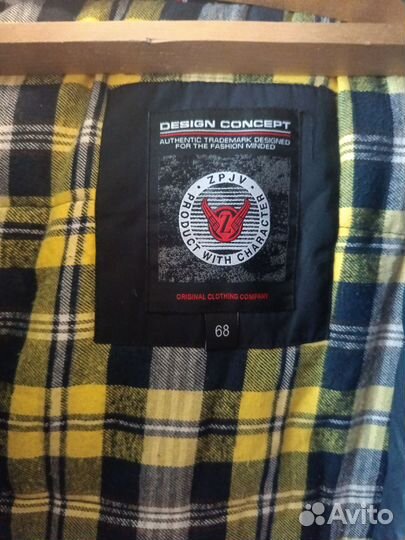 DESIGN CONCEPT
AUTHENTIC TRADEMARK DESIGNED
FOR THE FASHION MINDED
ZPJV
Z
PRODUCT WITH CHARACTER
ORIGINAL CLOTHING COMPANY
68
Avito